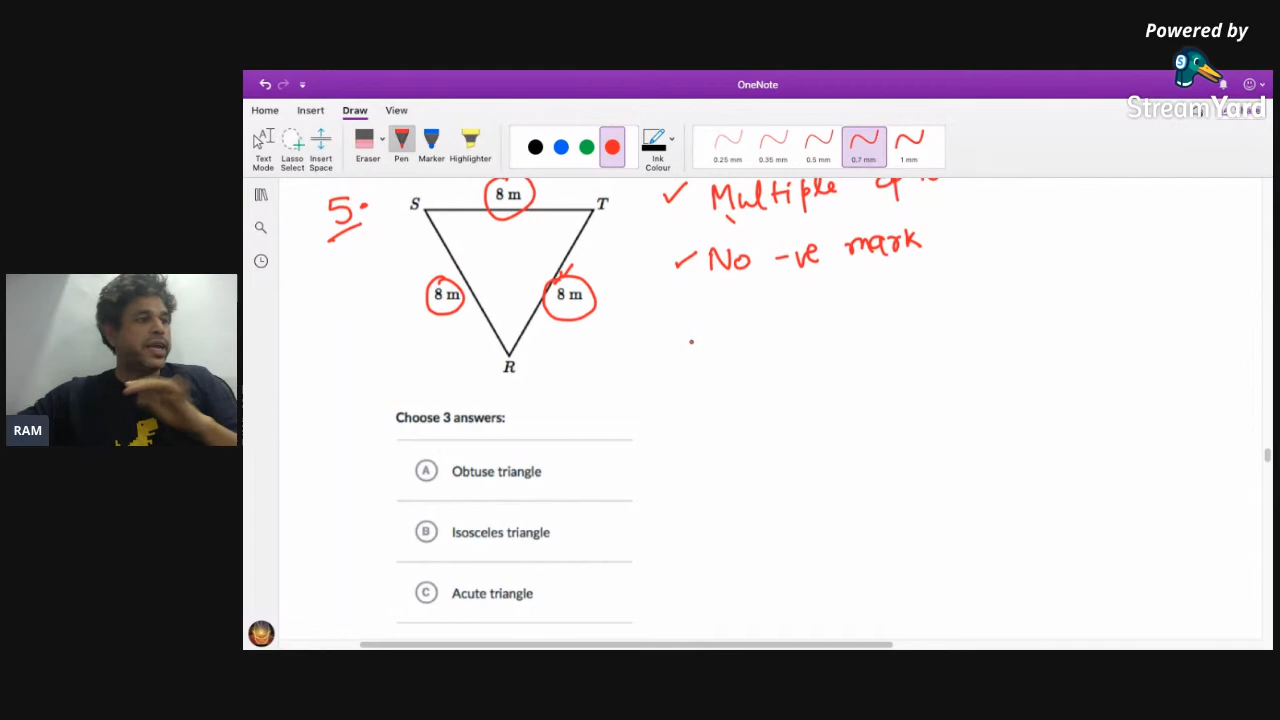 Powered by
StreamYard
OneNote
Home Insert Draw View
Text Mode
Lasso Select
Insert Space
Eraser
Pen
Marker
Highlighter
Ink Colour
0.25 mm 0.35 mm 0.5 mm 0.7 mm 1 mm
5.
S 8 m T
8 m 8 m
R
✓ Multiple
✓ No -ve mark
Choose 3 answers:
A Obtuse triangle
B Isosceles triangle
C Acute triangle
RAM